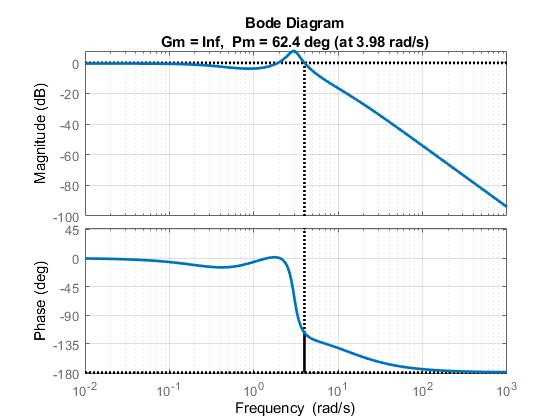 Bode Diagram
Gm = Inf, Pm = 62.4 deg (at 3.98 rad/s)
Magnitude (dB)
0
-20
-40
-60
-80
-100
Phase (deg)
45
0
-45
-90
-135
-180
10^-2 10^-1 10^0 10^1 10^2 10^3
Frequency (rad/s)